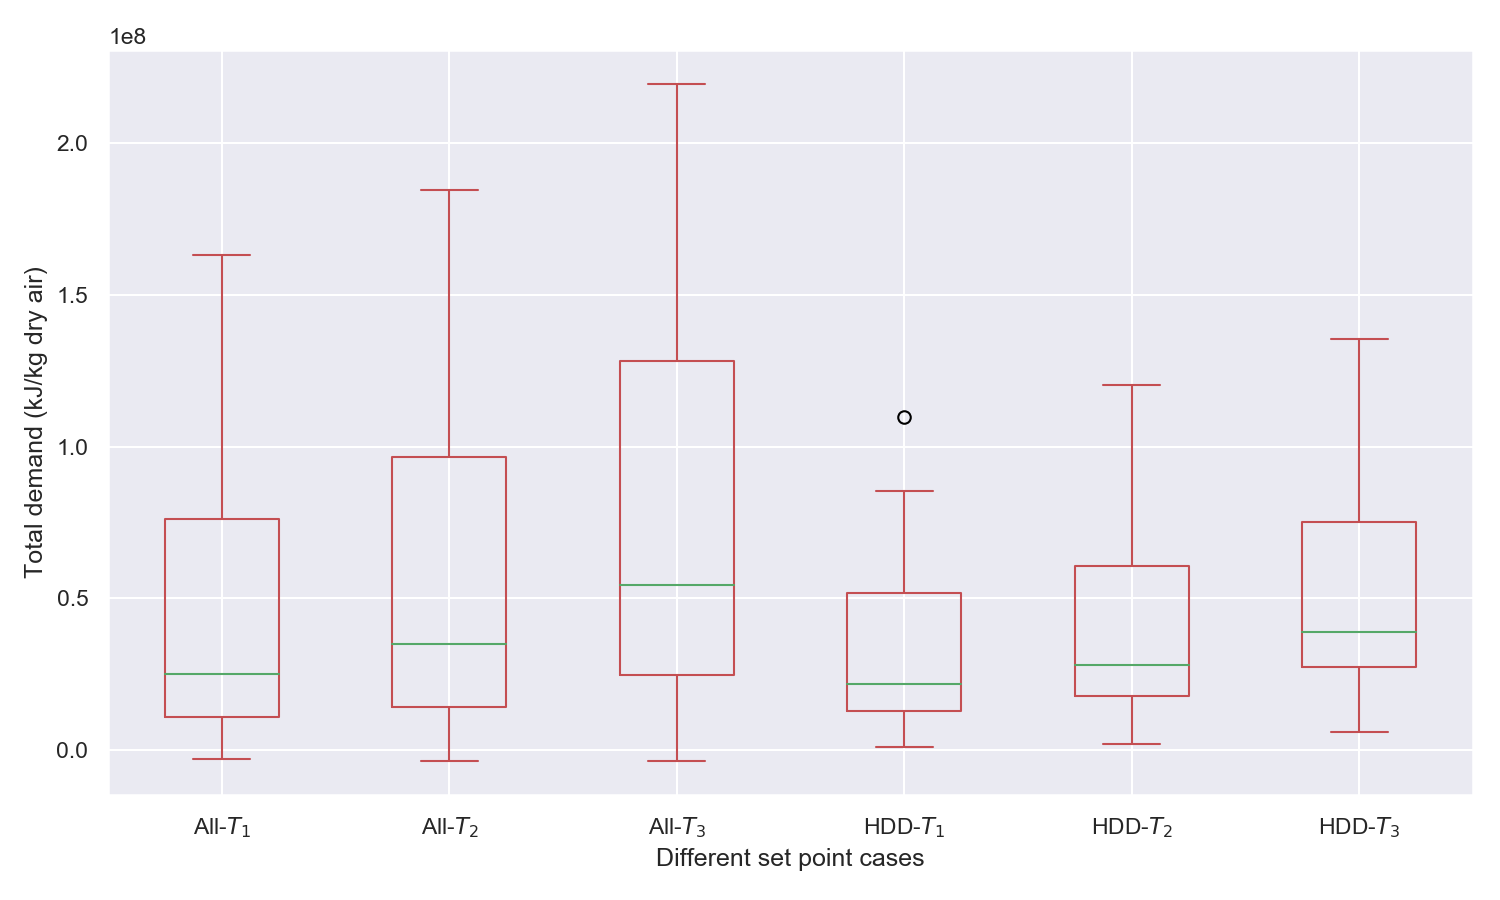 1e8
2.0
1.5
1.0
0.5
0.0
Total demand (kJ/kg dry air)
All-T₁ All-T₂ All-T₃ HDD-T₁ HDD-T₂ HDD-T₃
Different set point cases